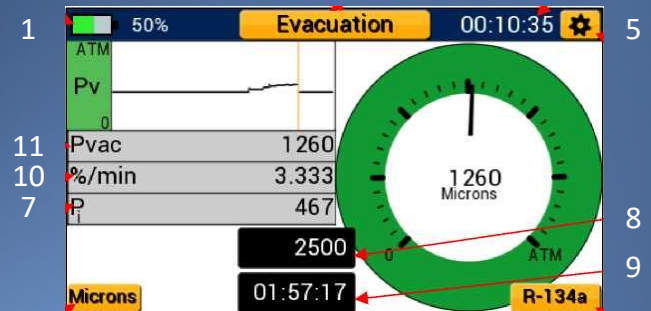 1
50%
Evacuation
00:10:35
5
ATM
Pv
0
11
Pvac 1260
10
%/min 3.333
7
Pi 467
1260
Microns
0
ATM
2500
8
01:57:17
9
Microns
R-134a